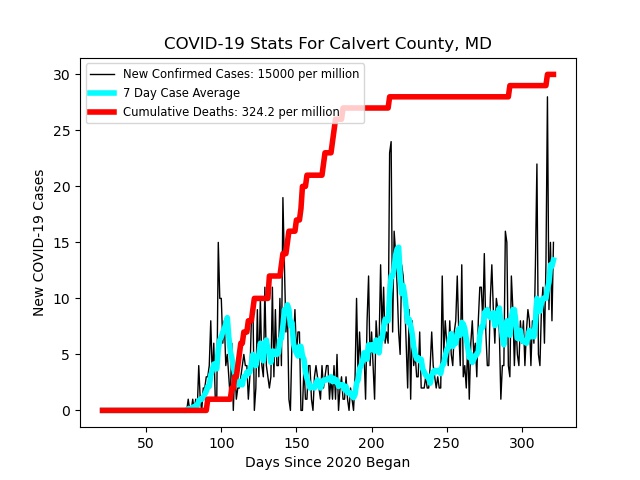 COVID-19 Stats For Calvert County, MD
New Confirmed Cases: 15000 per million
7 Day Case Average
Cumulative Deaths: 324.2 per million
New COVID-19 Cases
30
25
20
15
10
5
0
50 100 150 200 250 300
Days Since 2020 Began